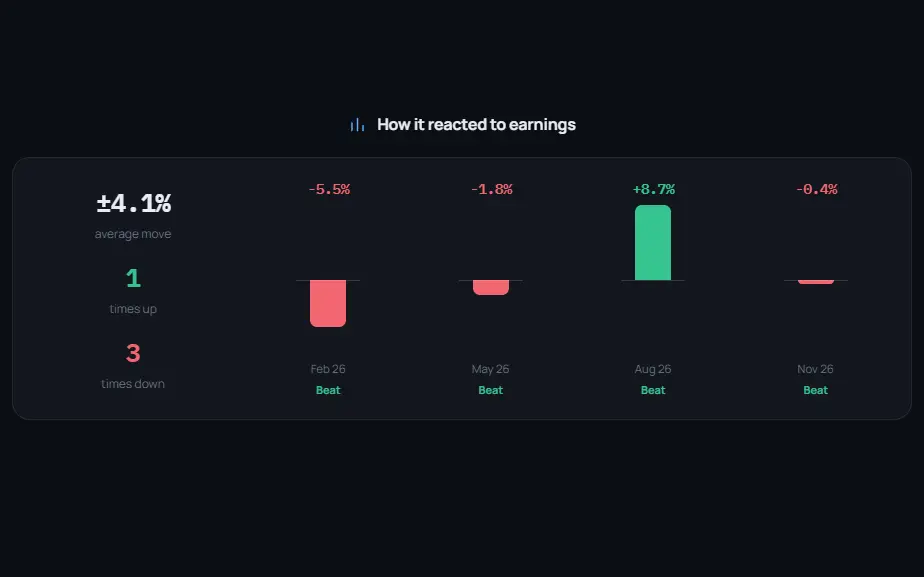 How it reacted to earnings
±4.1%
average move
1
times up
3
times down
-5.5%
Feb 26
Beat
-1.8%
May 26
Beat
+8.7%
Aug 26
Beat
-0.4%
Nov 26
Beat